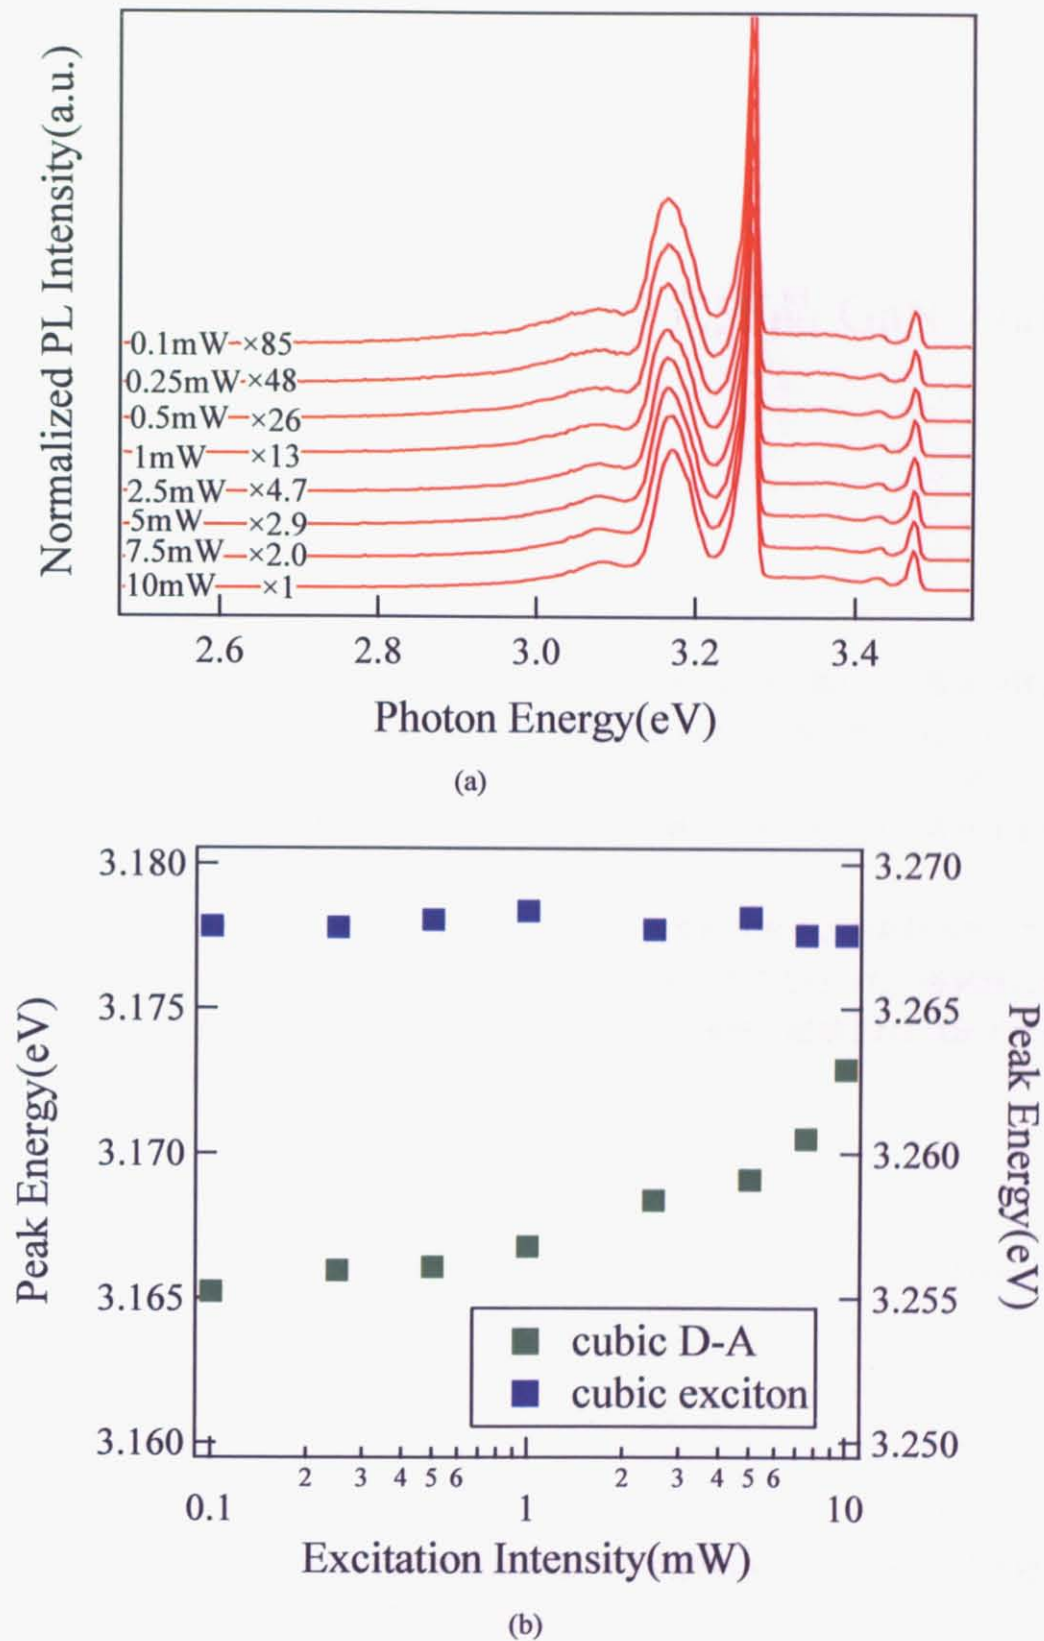 Normalized PL Intensity(a.u.)
0.1mW ×85
0.25mW ×48
0.5mW ×26
1mW ×13
2.5mW ×4.7
5mW ×2.9
7.5mW ×2.0
10mW ×1
2.6 2.8 3.0 3.2 3.4
Photon Energy(eV)
(a)
3.180
3.175
3.170
3.165
3.160
Peak Energy(eV)
3.270
3.265
3.260
3.255
3.250
Peak Energy(eV)
cubic D-A
cubic exciton
2 3 4 5 6 2 3 4 5 6
0.1 1 10
Excitation Intensity(mW)
(b)